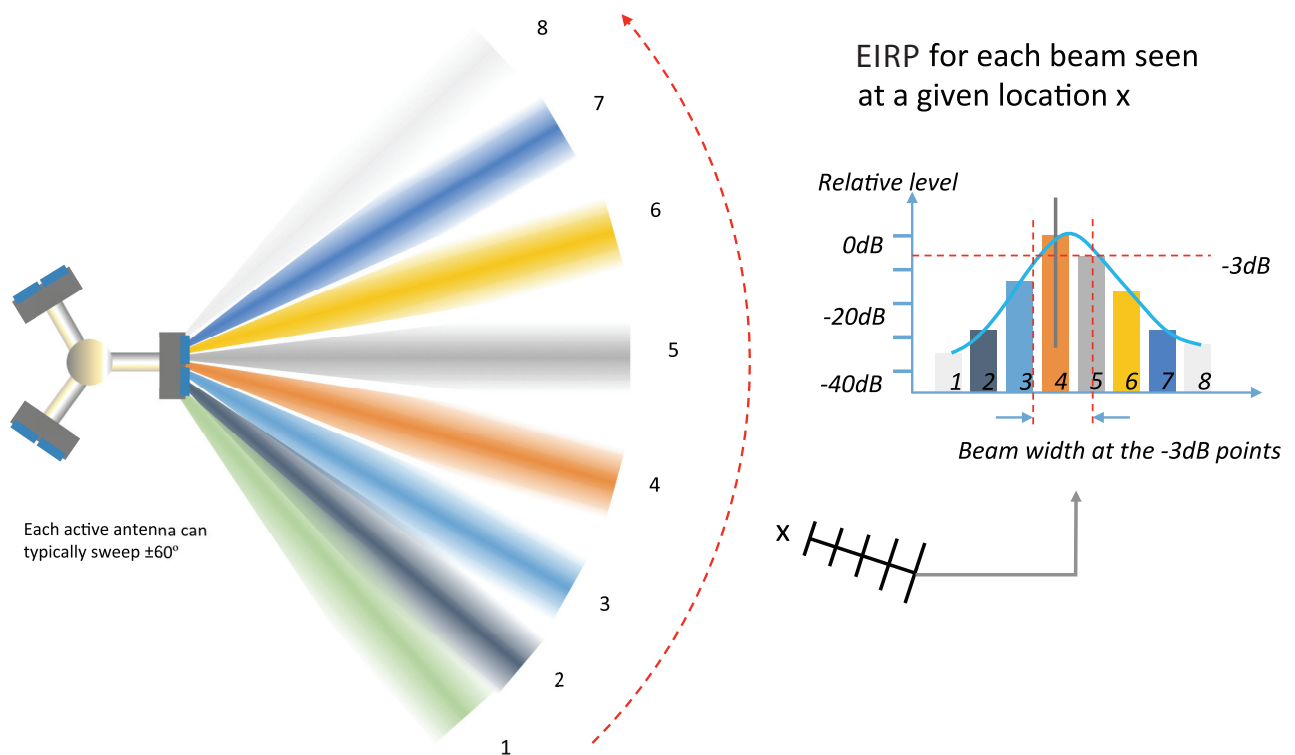 8
7
6
5
4
3
2
1
Each active antenna can
typically sweep ±60º
EIRP for each beam seen
at a given location x
Relative level
0dB
-20dB
-40dB
-3dB
1 2 3 4 5 6 7 8
Beam width at the -3dB points
x